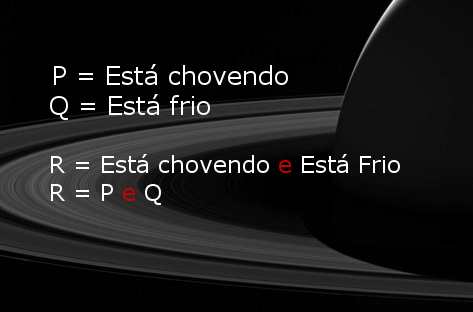 P = Está chovendo
Q = Está frio
R = Está chovendo e Está Frio
R = P e Q